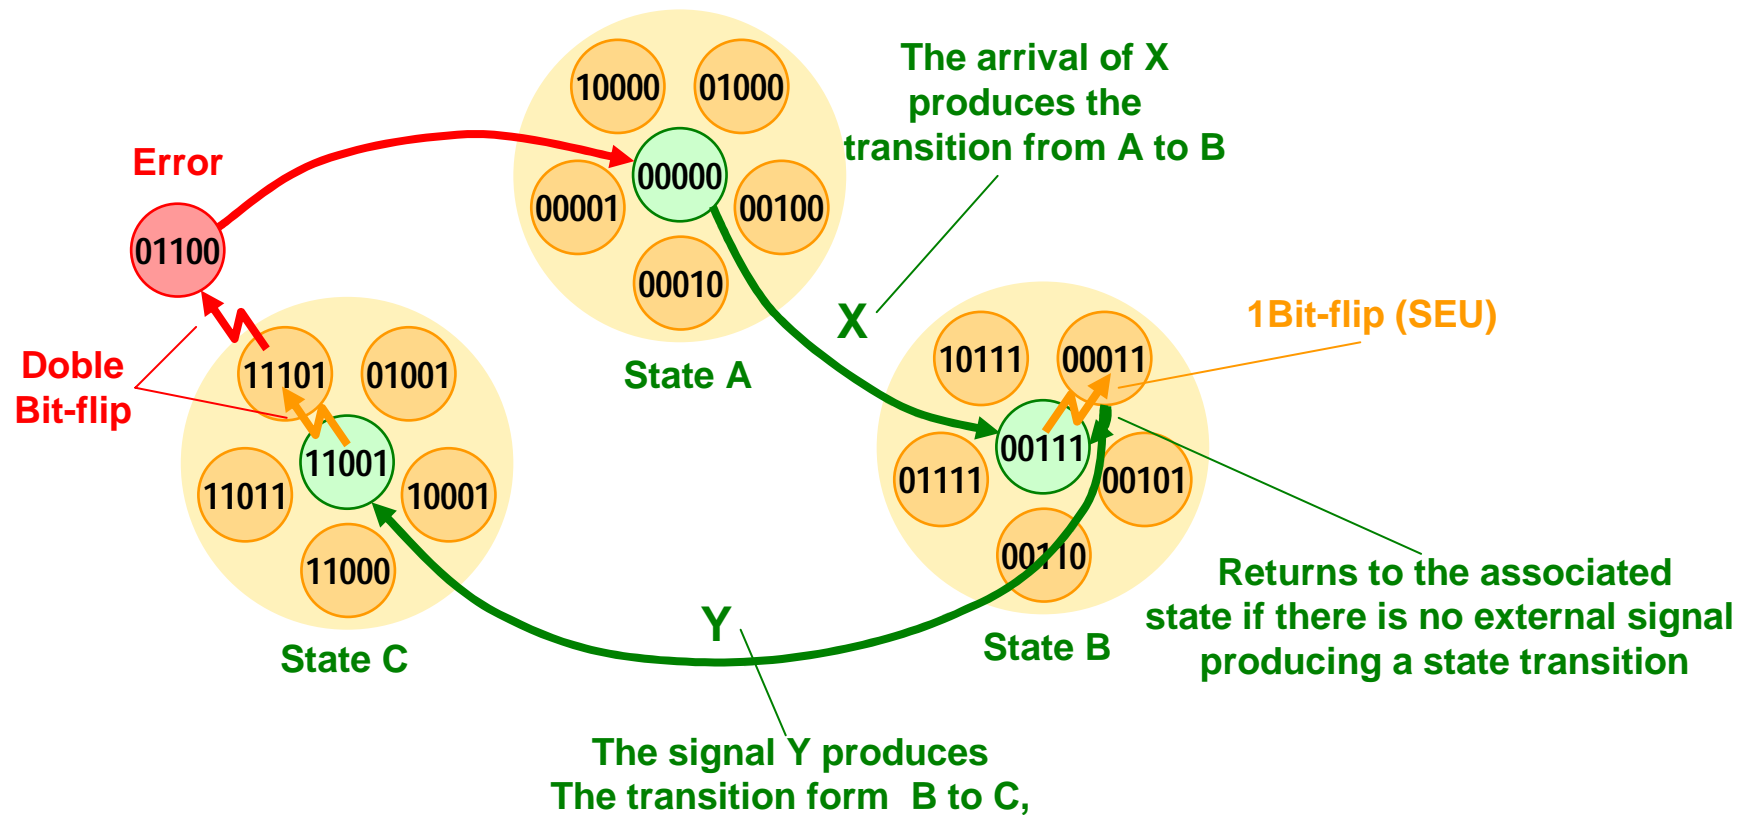 The arrival of X
produces the
transition from A to B
10000
01000
00000
00001
00100
00010
State A
Error
01100
X
1Bit-flip (SEU)
Doble
Bit-flip
11101
01001
11001
11011
10001
11000
State C
10111
00011
00111
01111
00101
00110
State B
Y
Returns to the associated
state if there is no external signal
producing a state transition
The signal Y produces
The transition form B to C,